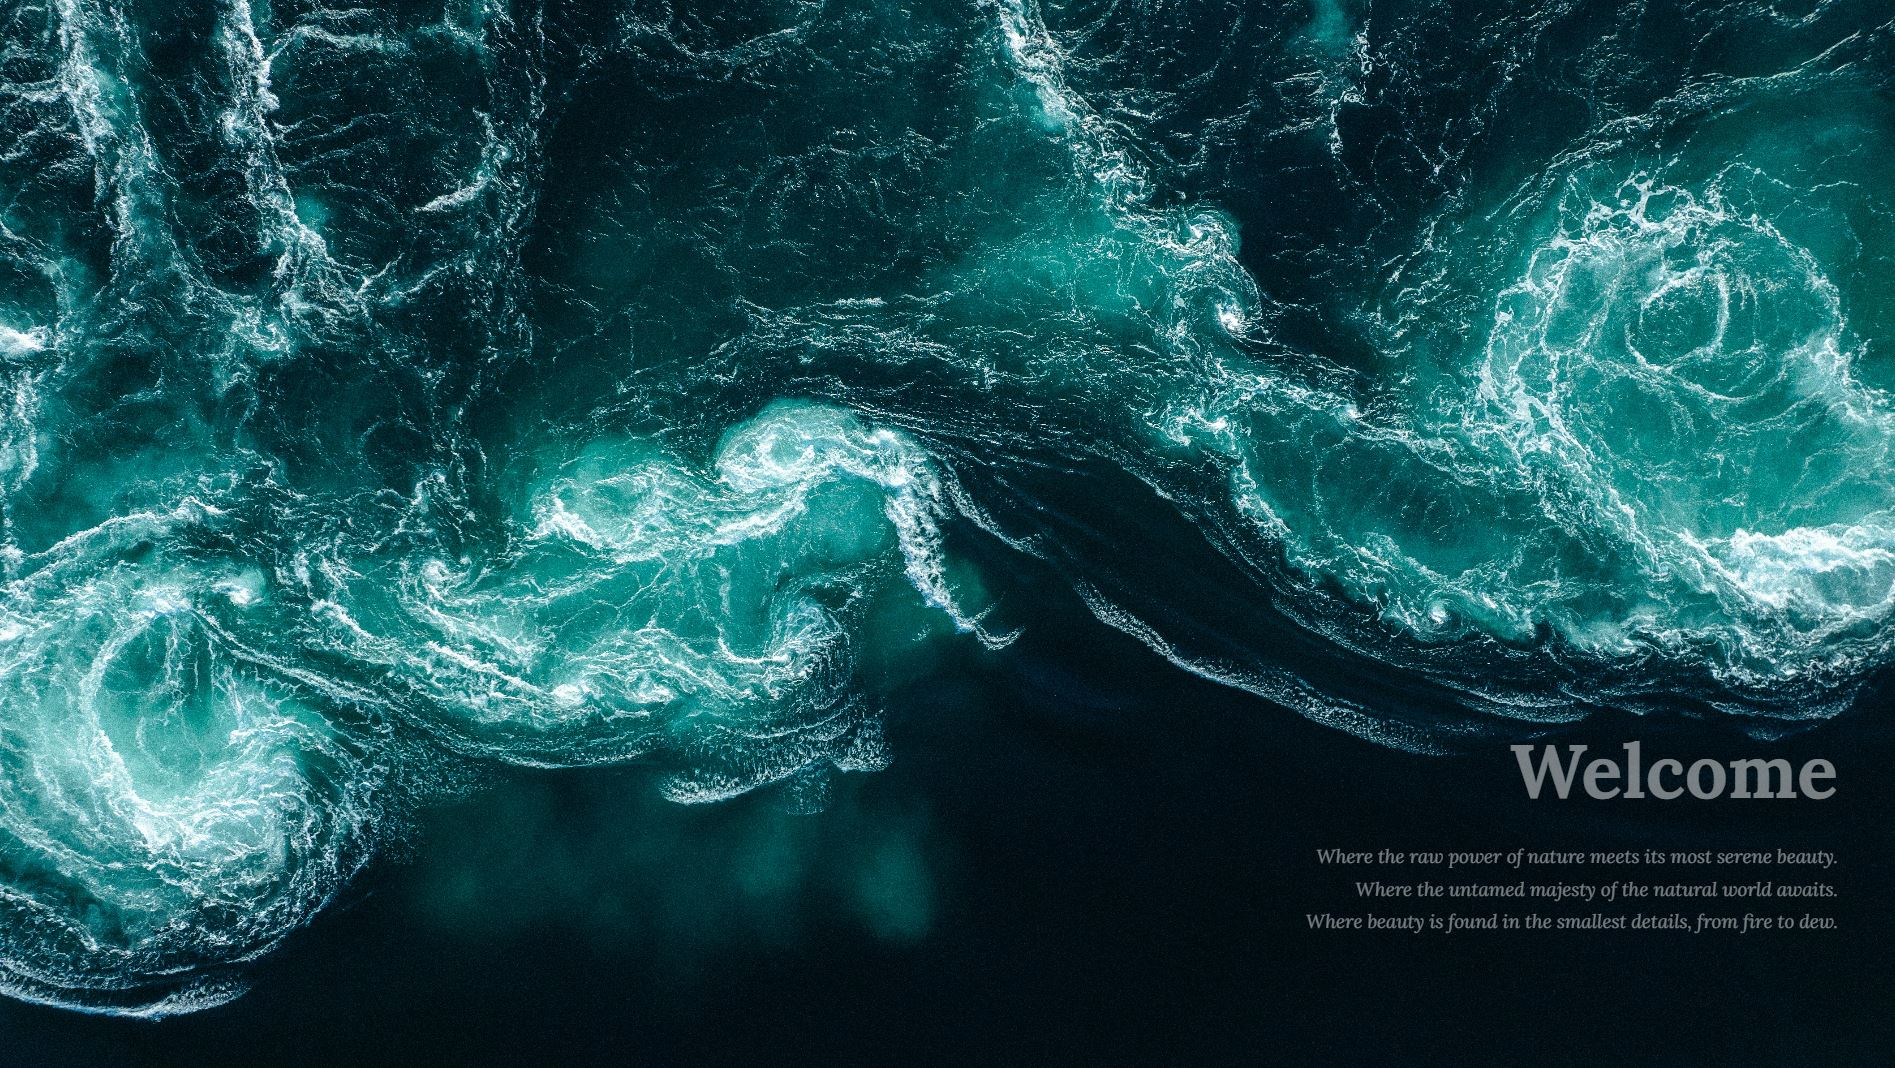 Welcome
Where the raw power of nature meets its most serene beauty.
Where the untamed majesty of the natural world awaits.
Where beauty is found in the smallest details, from fire to dew.